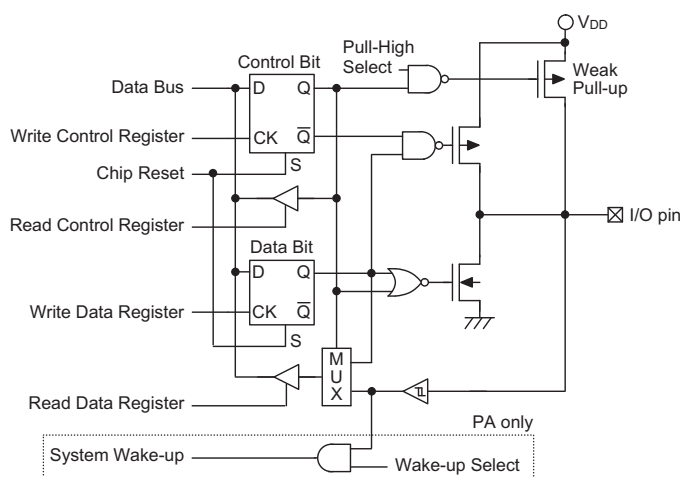 V_DD
Control Bit
Pull-High
Select
Weak
Pull-up
Data Bus
D
Q
Write Control Register
CK
Q̅
Chip Reset
S
I/O pin
Read Control Register
Data Bit
D
Q
Write Data Register
CK
Q̅
S
M
U
X
Read Data Register
PA only
System Wake-up
Wake-up Select